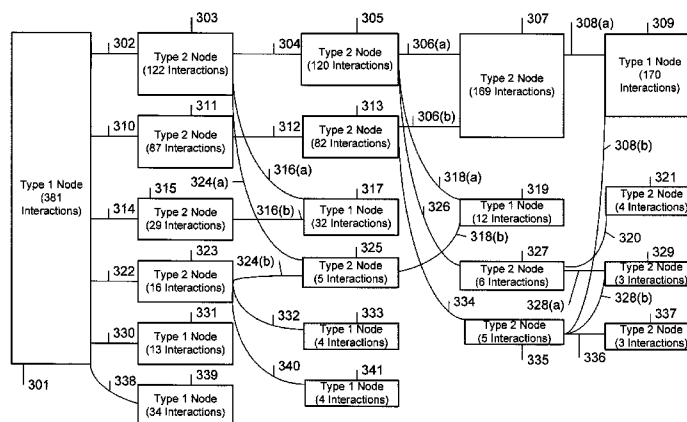 303
305
307
308(a)
309
302
Type 2 Node
(122 Interactions)
304
Type 2 Node
(120 Interactions)
306(a)
Type 2 Node
(169 Interactions)
Type 1 Node
(170
Interactions)
311
313
306(b)
310
Type 2 Node
(87 Interactions)
312
Type 2 Node
(82 Interactions)
308(b)
316(a)
318(a)
Type 1 Node
(381
Interactions)
315
324(a)
317
319
321
314
Type 2 Node
(29 Interactions)
316(b)
Type 1 Node
(32 Interactions)
326
Type 1 Node
(12 Interactions)
Type 2 Node
(4 Interactions)
323
325
318(b)
327
320
329
322
Type 2 Node
(16 Interactions)
324(b)
Type 2 Node
(5 Interactions)
Type 2 Node
(6 Interactions)
Type 2 Node
(3 Interactions)
331
333
334
328(a)
328(b)
337
330
Type 1 Node
(13 Interactions)
332
Type 1 Node
(4 Interactions)
Type 2 Node
(5 Interactions)
Type 2 Node
(3 Interactions)
301
338
339
340
341
335
336
Type 1 Node
(34 Interactions)
Type 1 Node
(4 Interactions)